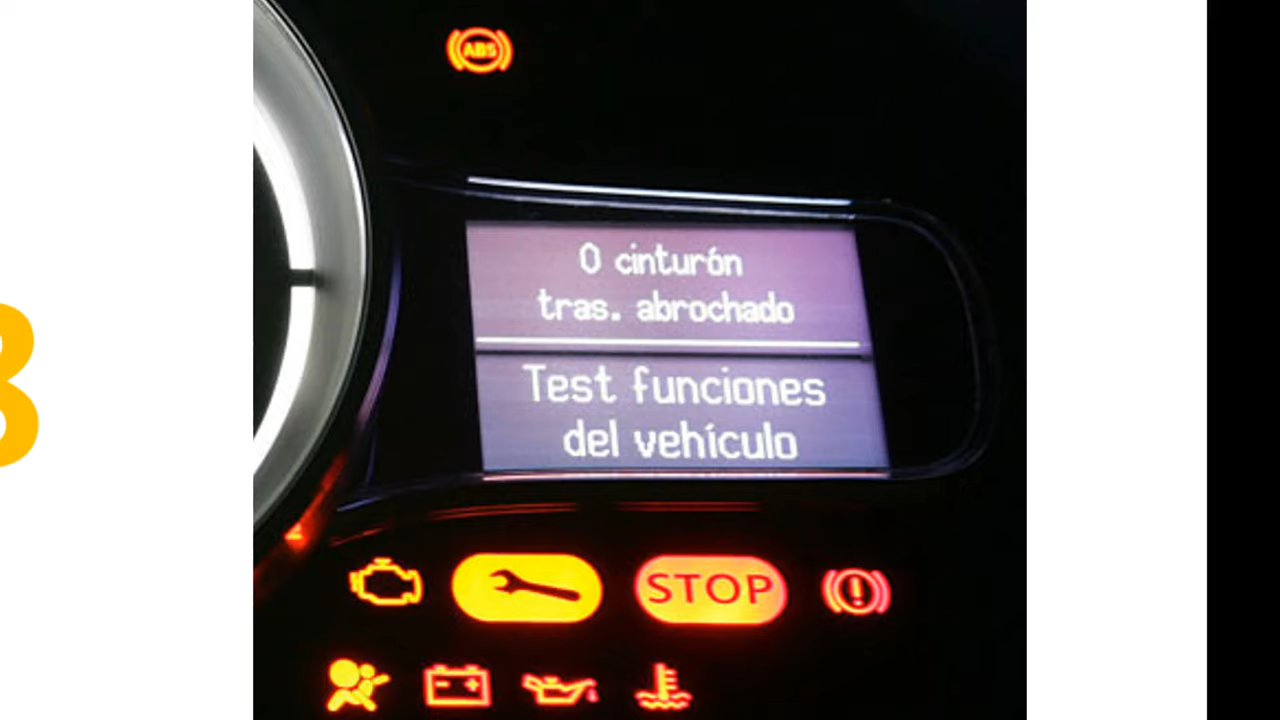 ABS
0 cinturón
tras. abrochado
Test funciones
del vehículo
STOP